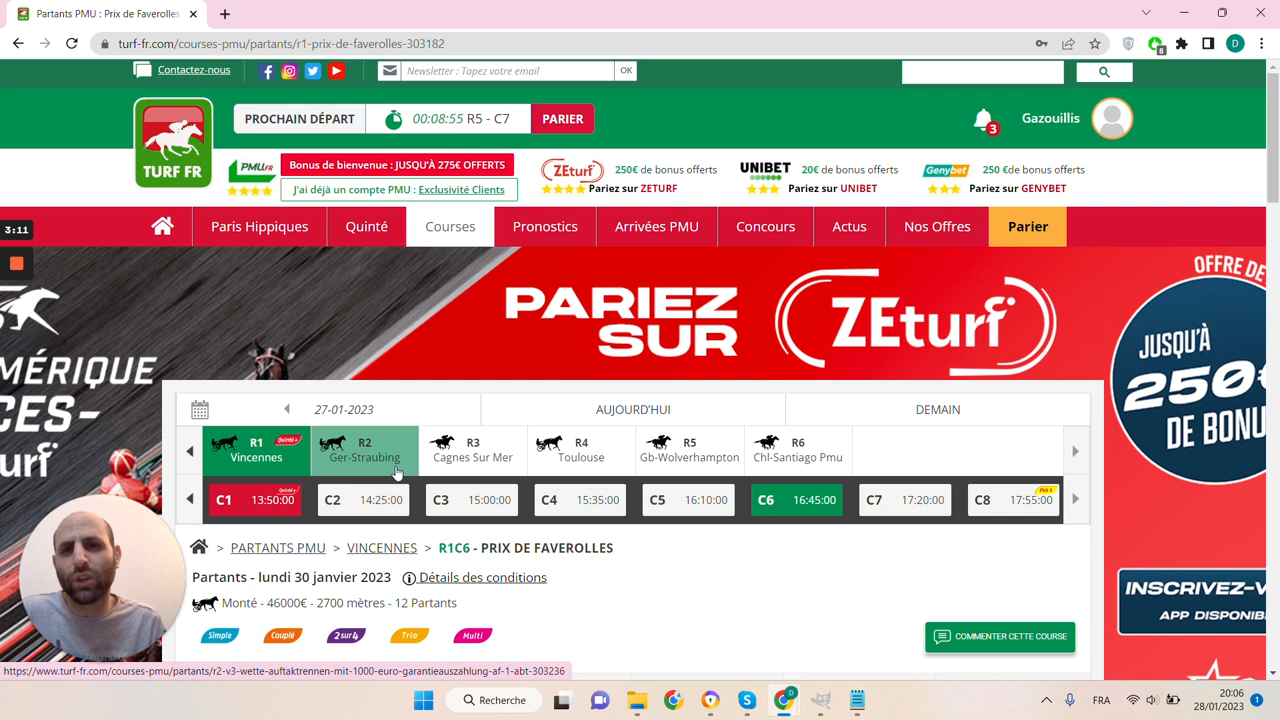 Partants PMU : Prix de Faverolles
turf-fr.com/courses-pmu/partants/r1-prix-de-faverolles-303182
8
D
Contactez-nous
Newsletter : Tapez votre email
OK
TURF FR
PROCHAIN DÉPART
00:08:55 R5 - C7
PARIER
3
Gazouillis
PMU FR
Bonus de bienvenue : JUSQU'À 275€ OFFERTS
J'ai déjà un compte PMU : Exclusivité Clients
ZEturf
250€ de bonus offerts
Pariez sur ZETURF
UNIBET
20€ de bonus offerts
Pariez sur UNIBET
Genybet
250 €de bonus offerts
Pariez sur GENYBET
3:11
Paris Hippiques
Quinté
Courses
Pronostics
Arrivées PMU
Concours
Actus
Nos Offres
Parier
PARIEZ
SUR
ZEturf
OFFRE DE
MÉRIQUE
CES-
urf
JUSQU'À
250€
DE BONU
27-01-2023
AUJOURD'HUI
DEMAIN
R1 Quinté+
Vincennes
R2
Ger-Straubing
R3
Cagnes Sur Mer
R4
Toulouse
R5
Gb-Wolverhampton
R6
Chl-Santiago Pmu
C1 13:50:00 Quinté+
C2 14:25:00
C3 15:00:00
C4 15:35:00
C5 16:10:00
C6 16:45:00
C7 17:20:00
C8 17:55:00 Pick 5
> PARTANTS PMU > VINCENNES > R1C6 - PRIX DE FAVEROLLES
Partants - lundi 30 janvier 2023 Détails des conditions
Monté - 46000€ - 2700 mètres - 12 Partants
Simple
Couplé
2 sur 4
Trio
Multi
COMMENTER CETTE COURSE
INSCRIVEZ-V
APP DISPONIB
https://www.turf-fr.com/courses-pmu/partants/r2-v3-wette-auftaktrennen-mit-1000-euro-garantieauszahlung-af-1-abt-303236
Recherche
D
FRA
20:06
28/01/2023
1